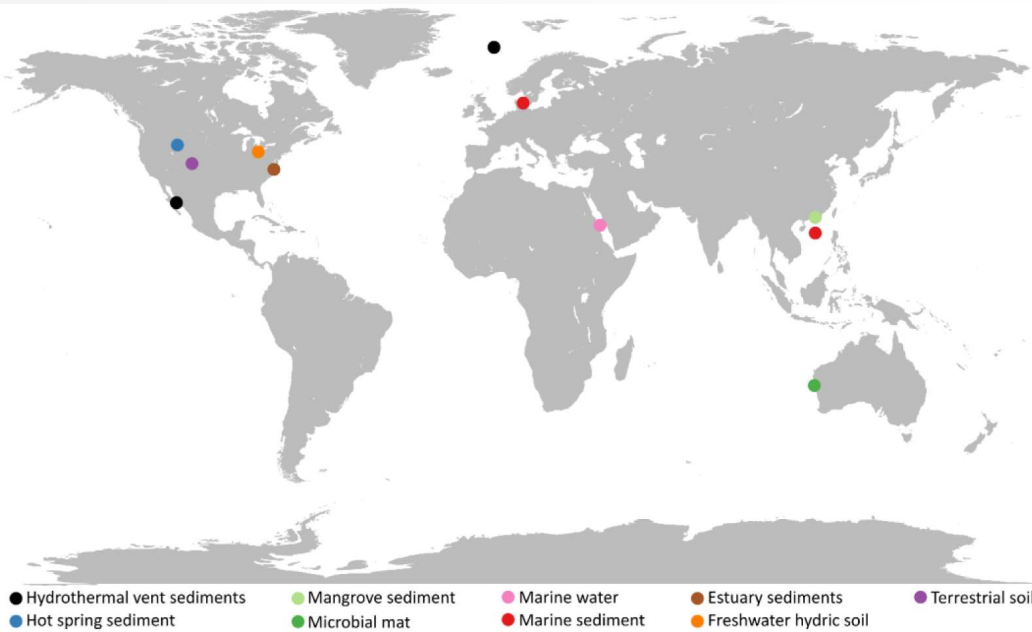 Hydrothermal vent sediments Mangrove sediment Marine water Estuary sediments Terrestrial soil
Hot spring sediment Microbial mat Marine sediment Freshwater hydric soil